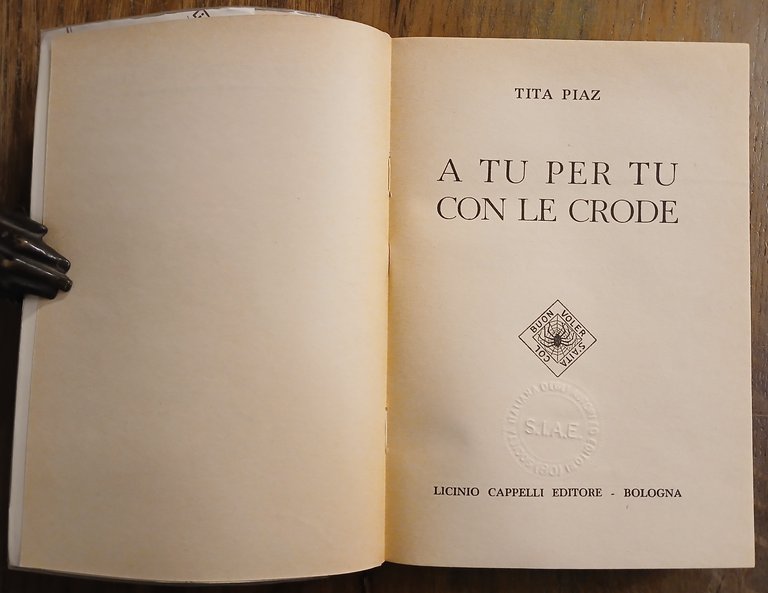 TITA PIAZ
A TU PER TU
CON LE CRODE
COL BUON VOLER S'AITA
S.I.A.E.
LICINIO CAPPELLI EDITORE - BOLOGNA